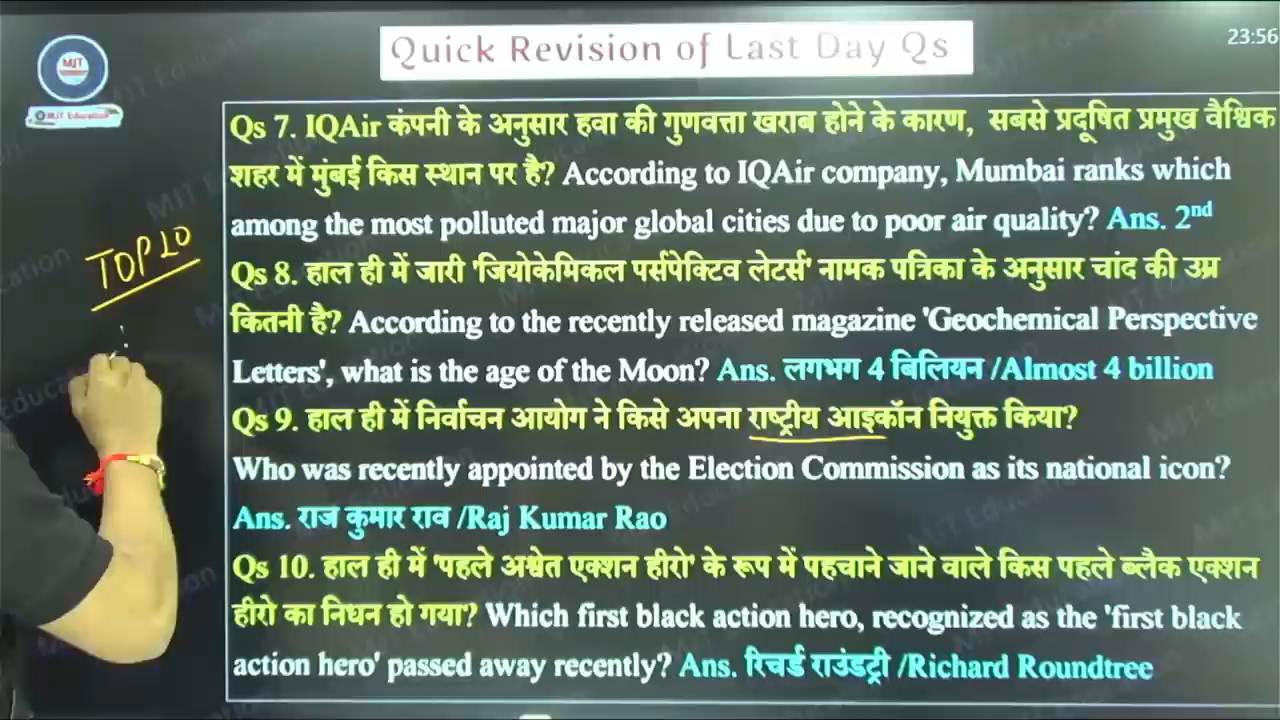 Quick Revision of Last Day Qs
23:56
MJT
MJT Education
Qs 7. IQAir कंपनी के अनुसार हवा की गुणवत्ता खराब होने के कारण, सबसे प्रदूषित प्रमुख वैश्विक
शहर में मुंबई किस स्थान पर है? According to IQAir company, Mumbai ranks which
among the most polluted major global cities due to poor air quality? Ans. 2nd
TOP 10
Qs 8. हाल ही में जारी 'जियोकेमिकल पर्सपेक्टिव लेटर्स' नामक पत्रिका के अनुसार चांद की उम्र
कितनी है? According to the recently released magazine 'Geochemical Perspective
Letters', what is the age of the Moon? Ans. लगभग 4 बिलियन /Almost 4 billion
Qs 9. हाल ही में निर्वाचन आयोग ने किसे अपना राष्ट्रीय आइकॉन नियुक्त किया?
Who was recently appointed by the Election Commission as its national icon?
Ans. राज कुमार राव /Raj Kumar Rao
Qs 10. हाल ही में 'पहले अश्वेत एक्शन हीरो' के रूप में पहचाने जाने वाले किस पहले ब्लैक एक्शन
हीरो का निधन हो गया'? Which first black action hero, recognized as the 'first black
action hero' passed away recently? Ans. रिचर्ड राउंडट्री /Richard Roundtree